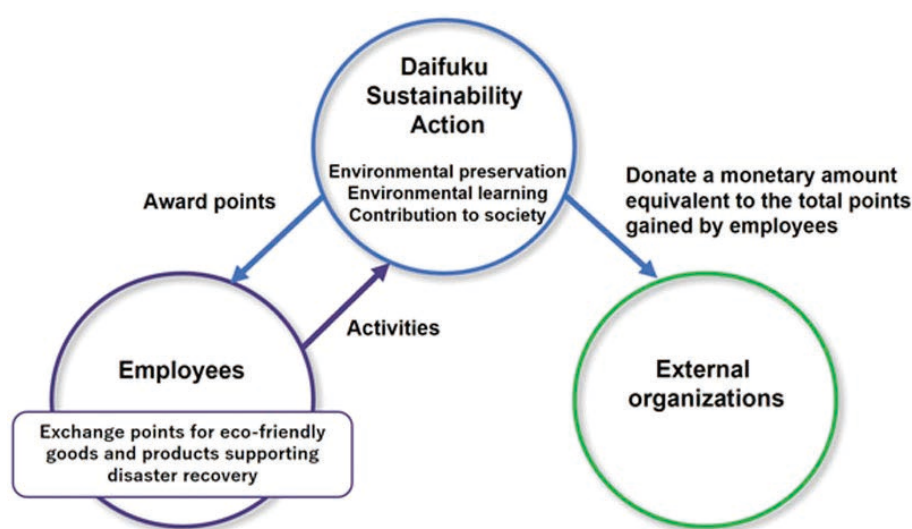 Daifuku
Sustainability
Action
Environmental preservation
Environmental learning
Contribution to society
Award points
Donate a monetary amount
equivalent to the total points
gained by employees
Activities
Employees
Exchange points for eco-friendly
goods and products supporting
disaster recovery
External
organizations